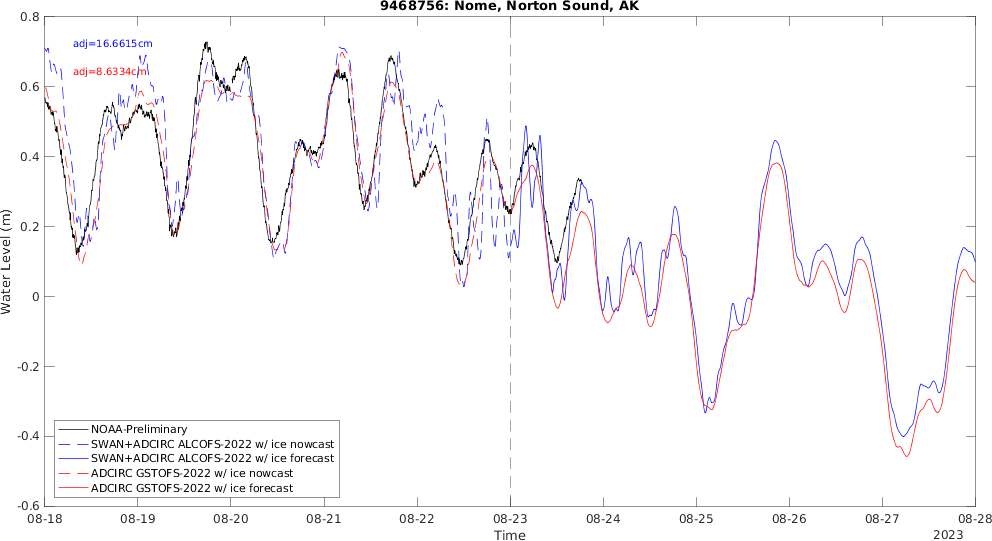 9468756: Nome, Norton Sound, AK
adj=16.6615cm
adj=8.6334cm
0.8
0.6
0.4
0.2
0
-0.2
-0.4
-0.6
Water Level (m)
NOAA-Preliminary
SWAN+ADCIRC ALCOFS-2022 w/ ice nowcast
SWAN+ADCIRC ALCOFS-2022 w/ ice forecast
ADCIRC GSTOFS-2022 w/ ice nowcast
ADCIRC GSTOFS-2022 w/ ice forecast
08-18 08-19 08-20 08-21 08-22 08-23 08-24 08-25 08-26 08-27 08-28
Time
2023